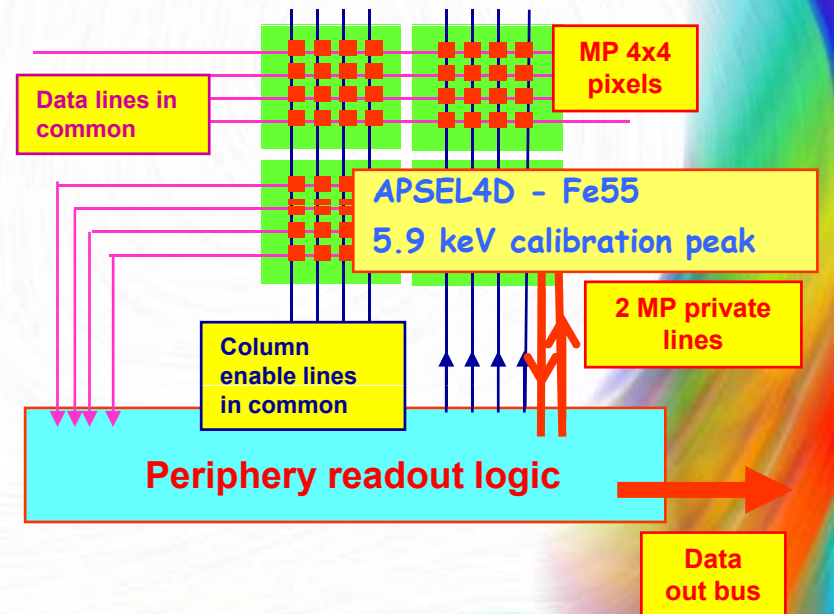 MP 4x4
pixels
Data lines in
common
APSEL4D - Fe55
5.9 keV calibration peak
2 MP private
lines
Column
enable lines
in common
Periphery readout logic
Data
out bus